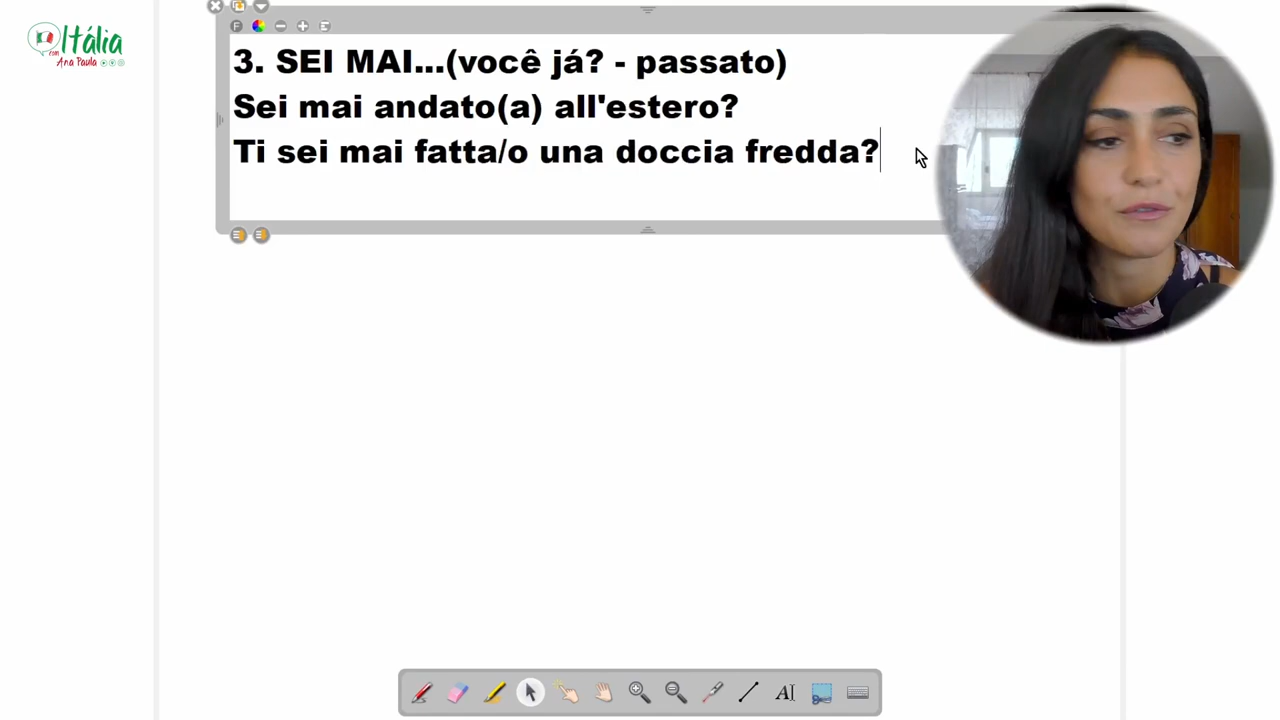 Itália
com
Ana Paula
3. SEI MAI...(você já? - passato)
Sei mai andato(a) all'estero?
Ti sei mai fatta/o una doccia fredda?